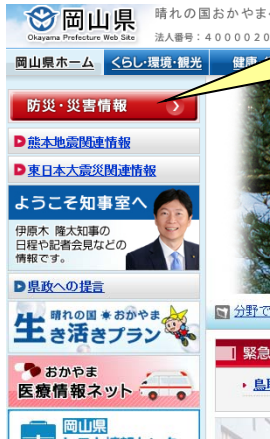 岡山県
Okayama Prefecture Web Site
晴れの国おかやま
法人番号：4000020
岡山県ホーム
くらし・環境・観光
健康
防災・災害情報
熊本地震関連情報
東日本大震災関連情報
ようこそ知事室へ
伊原木 隆太知事の
日程や記者会見などの
情報です。
県政への提言
晴れの国 おかやま
生き活きプラン
おかやま
医療情報ネット
岡山県
分野で
緊急
鳥取